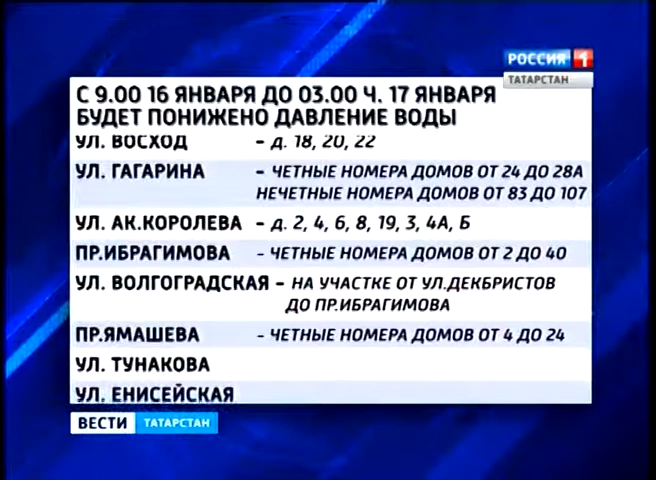 РОССИЯ 1
ТАТАРСТАН
С 9.00 16 ЯНВАРЯ ДО 03.00 Ч. 17 ЯНВАРЯ
БУДЕТ ПОНИЖЕНО ДАВЛЕНИЕ ВОДЫ
УЛ. ВОСХОД - Д. 18, 20, 22
УЛ. ГАГАРИНА - ЧЕТНЫЕ НОМЕРА ДОМОВ ОТ 24 ДО 28А
НЕЧЕТНЫЕ НОМЕРА ДОМОВ ОТ 83 ДО 107
УЛ. АК.КОРОЛЕВА - Д. 2, 4, 6, 8, 19, 3, 4А, Б
ПР.ИБРАГИМОВА - ЧЕТНЫЕ НОМЕРА ДОМОВ ОТ 2 ДО 40
УЛ. ВОЛГОГРАДСКАЯ - НА УЧАСТКЕ ОТ УЛ.ДЕКБРИСТОВ
ДО ПР.ИБРАГИМОВА
ПР.ЯМАШЕВА - ЧЕТНЫЕ НОМЕРА ДОМОВ ОТ 4 ДО 24
УЛ. ТУНАКОВА
УЛ. ЕНИСЕЙСКАЯ
ВЕСТИ ТАТАРСТАН